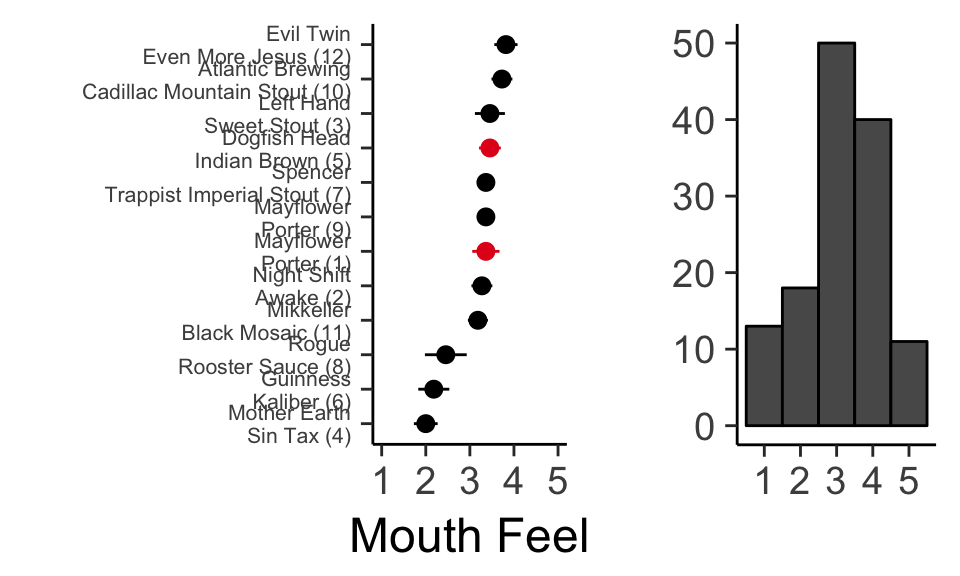 Evil Twin
Even More Jesus (12)
Atlantic Brewing
Cadillac Mountain Stout (10)
Left Hand
Sweet Stout (3)
Dogfish Head
Indian Brown (5)
Spencer
Trappist Imperial Stout (7)
Mayflower
Porter (9)
Mayflower
Porter (1)
Night Shift
Awake (2)
Mikkeller
Black Mosaic (11)
Rogue
Rooster Sauce (8)
Guinness
Kaliber (6)
Mother Earth
Sin Tax (4)
1 2 3 4 5
50
40
30
20
10
0
1 2 3 4 5
Mouth Feel